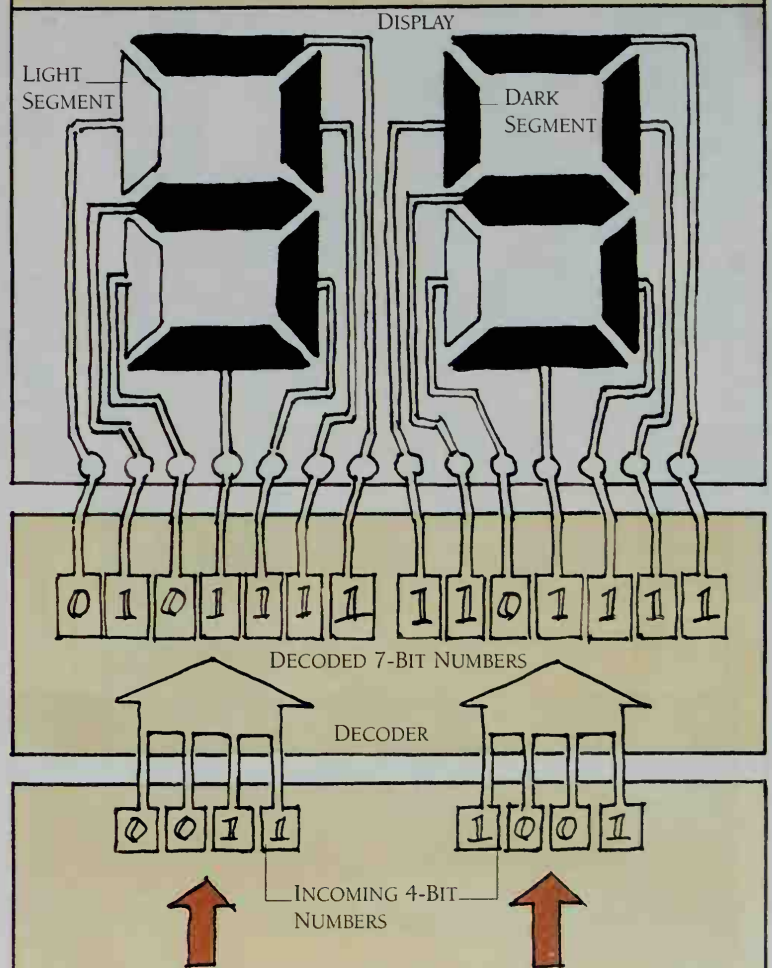 DISPLAY
LIGHT
SEGMENT
DARK
SEGMENT
0 1 0 1 1 1 1 1 1 0 1 1 1 1
DECODED 7-BIT NUMBERS
DECODER
0 0 1 1 1 0 0 1
INCOMING 4-BIT
NUMBERS